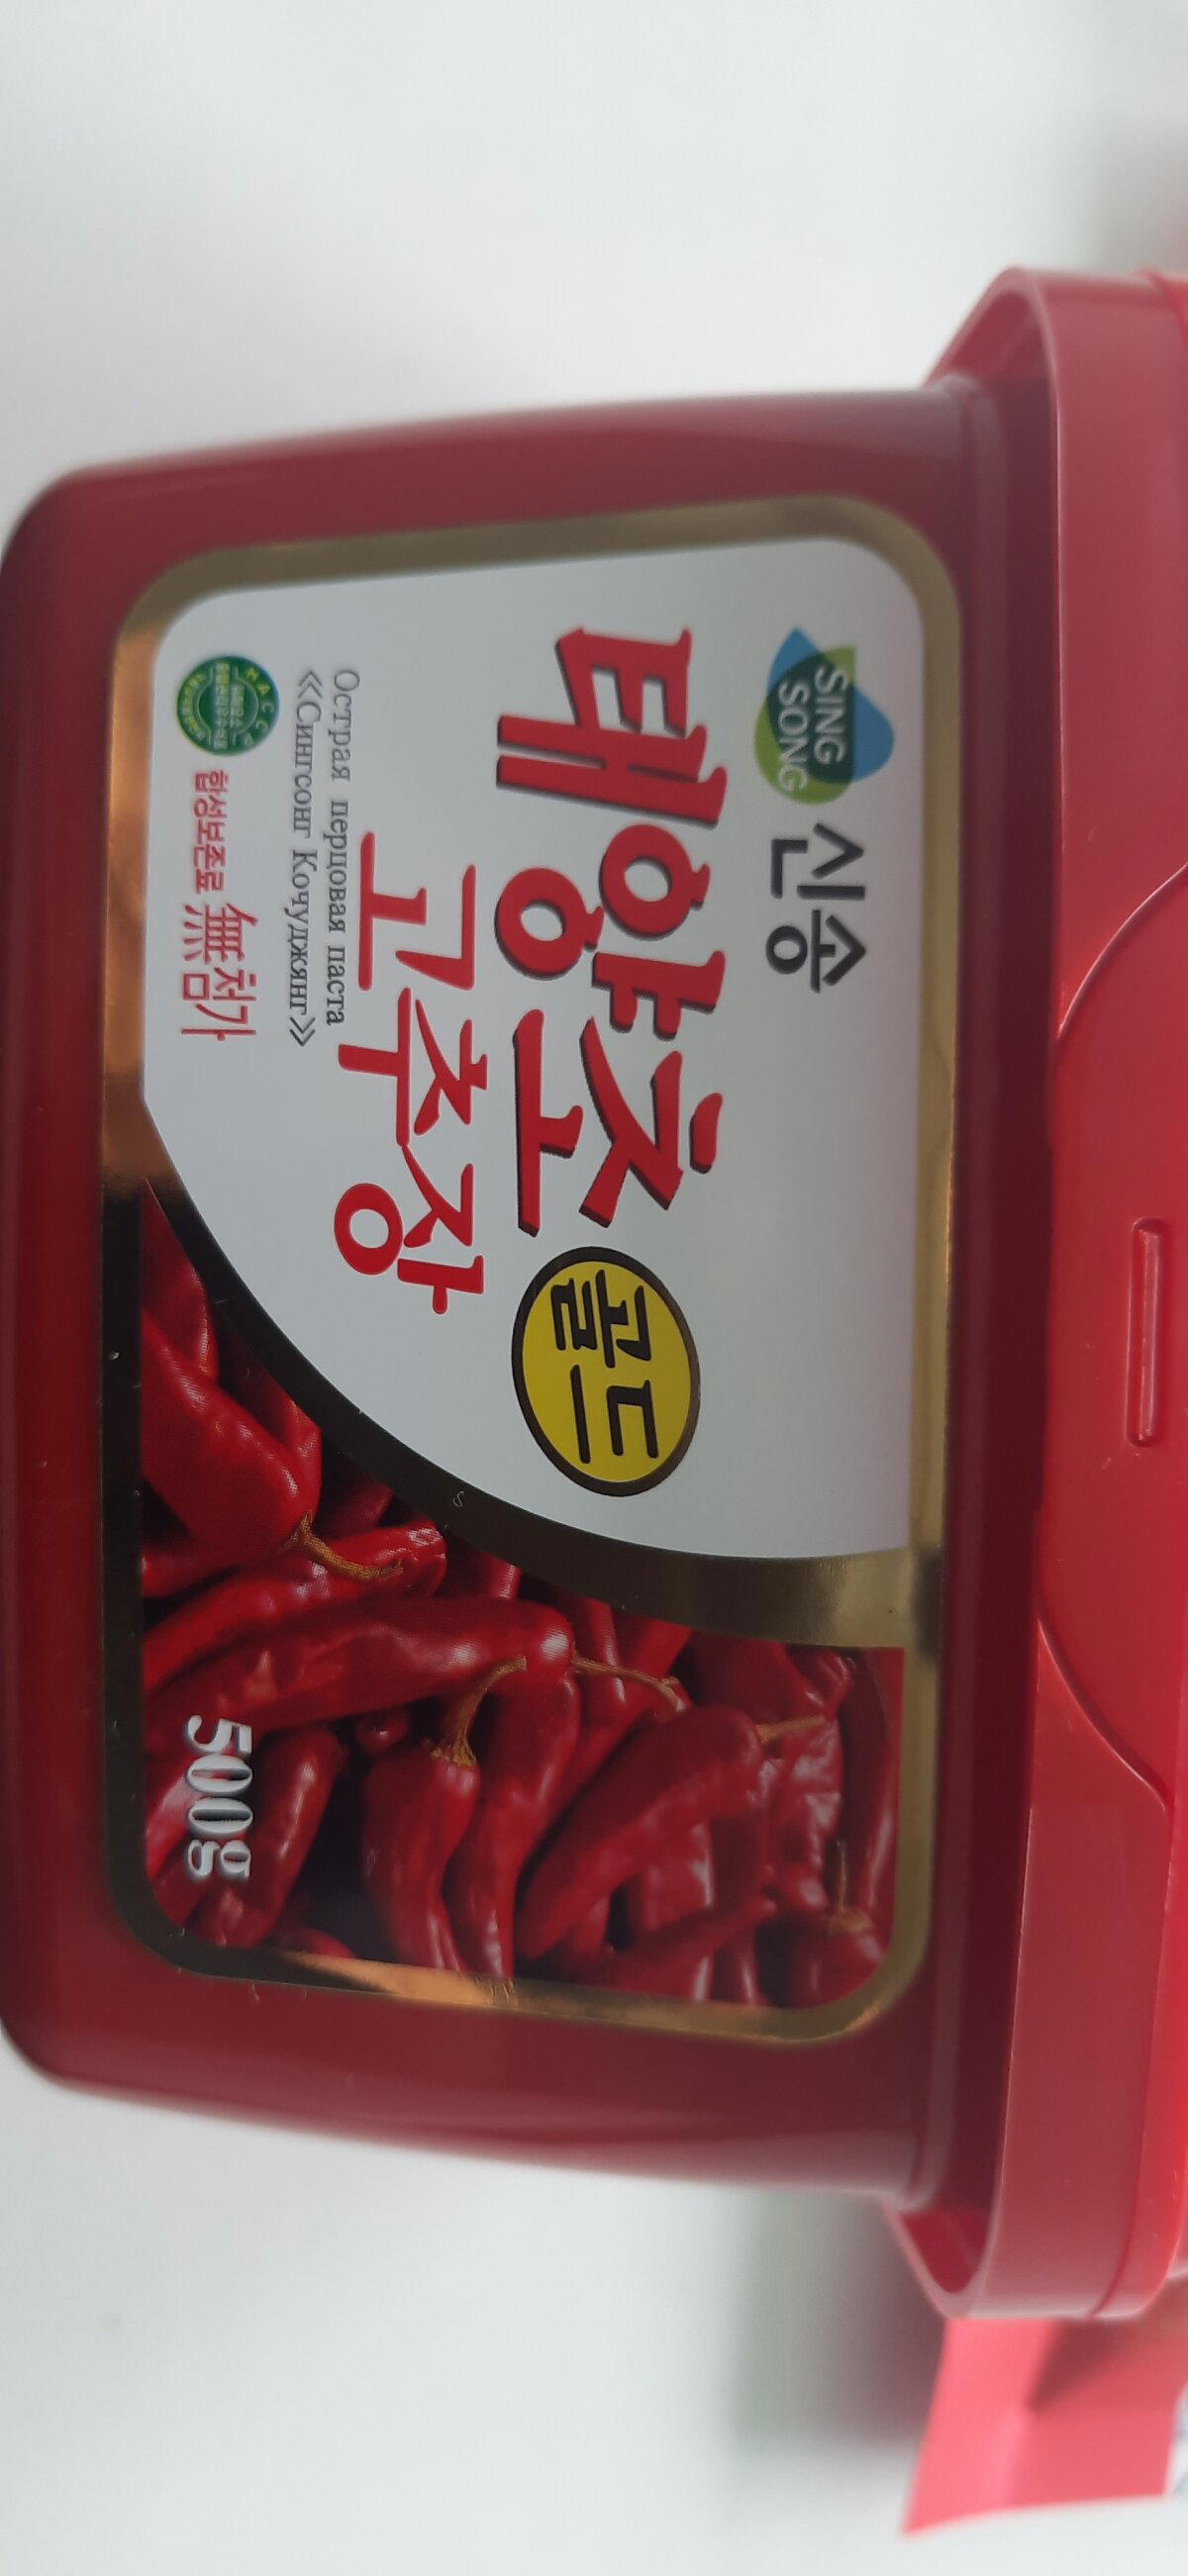 SING
SONG
신송
태양초
골드
고추장
Острая перцовая паста
«Сингсонг Кочуджянг»
HACCP
합성보존료 無첨가
500g